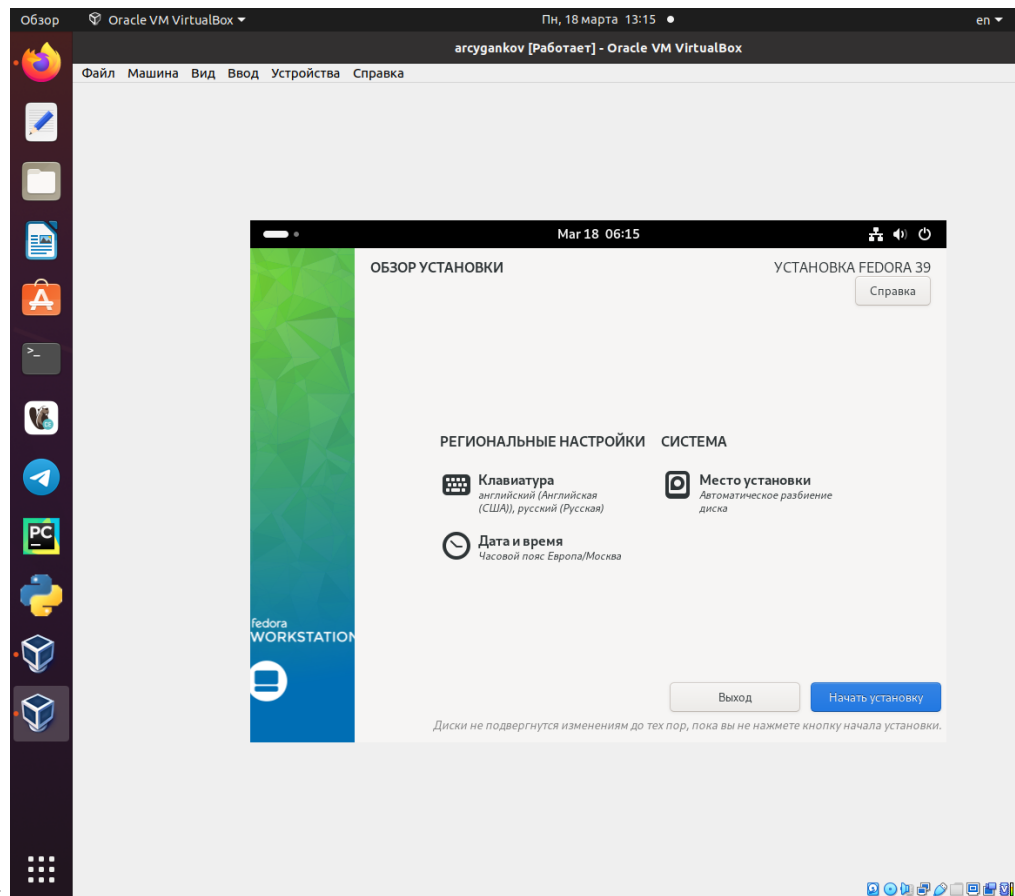 Обзор Oracle VM VirtualBox Пн, 18 марта 13:15 en
arcygankov [Работает] - Oracle VM VirtualBox
Файл Машина Вид Ввод Устройства Справка
Mar 18 06:15
ОБЗОР УСТАНОВКИ
УСТАНОВКА FEDORA 39
Справка
РЕГИОНАЛЬНЫЕ НАСТРОЙКИ
Клавиатура
английский (Английская
(США)), русский (Русская)
Дата и время
Часовой пояс Европа/Москва
СИСТЕМА
Место установки
Автоматическое разбиение
диска
fedora
WORKSTATION
Выход
Начать установку
Диски не подвергнутся изменениям до тех пор, пока вы не нажмете кнопку начала установки.
>_
PC